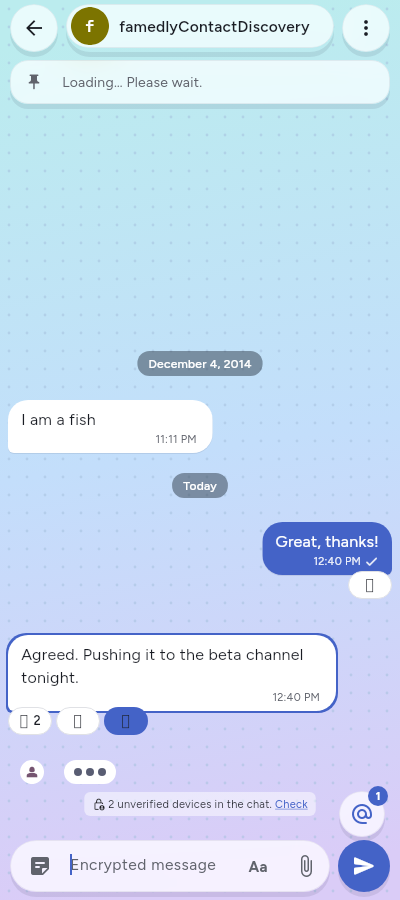 f
famedlyContactDiscovery
Loading... Please wait.
December 4, 2014
I am a fish
11:11 PM
Today
Great, thanks!
12:40 PM
Agreed. Pushing it to the beta channel
tonight.
12:40 PM
2
2 unverified devices in the chat. Check
1
@
Encrypted message
Aa